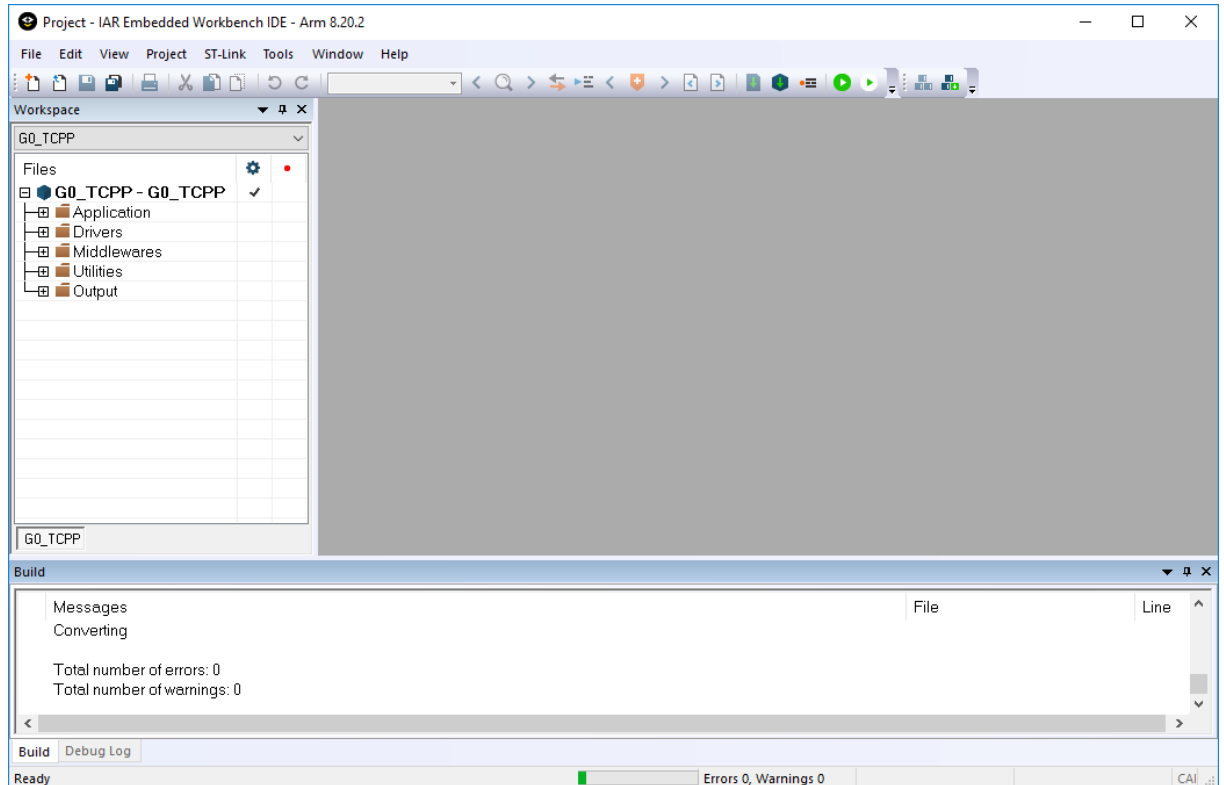 Project - IAR Embedded Workbench IDE - Arm 8.20.2
File Edit View Project ST-Link Tools Window Help
Workspace
G0_TCPP
Files
G0_TCPP - G0_TCPP
Application
Drivers
Middlewares
Utilities
Output
G0_TCPP
Build
Messages File Line
Converting
Total number of errors: 0
Total number of warnings: 0
Build Debug Log
Ready Errors 0, Warnings 0 CAI